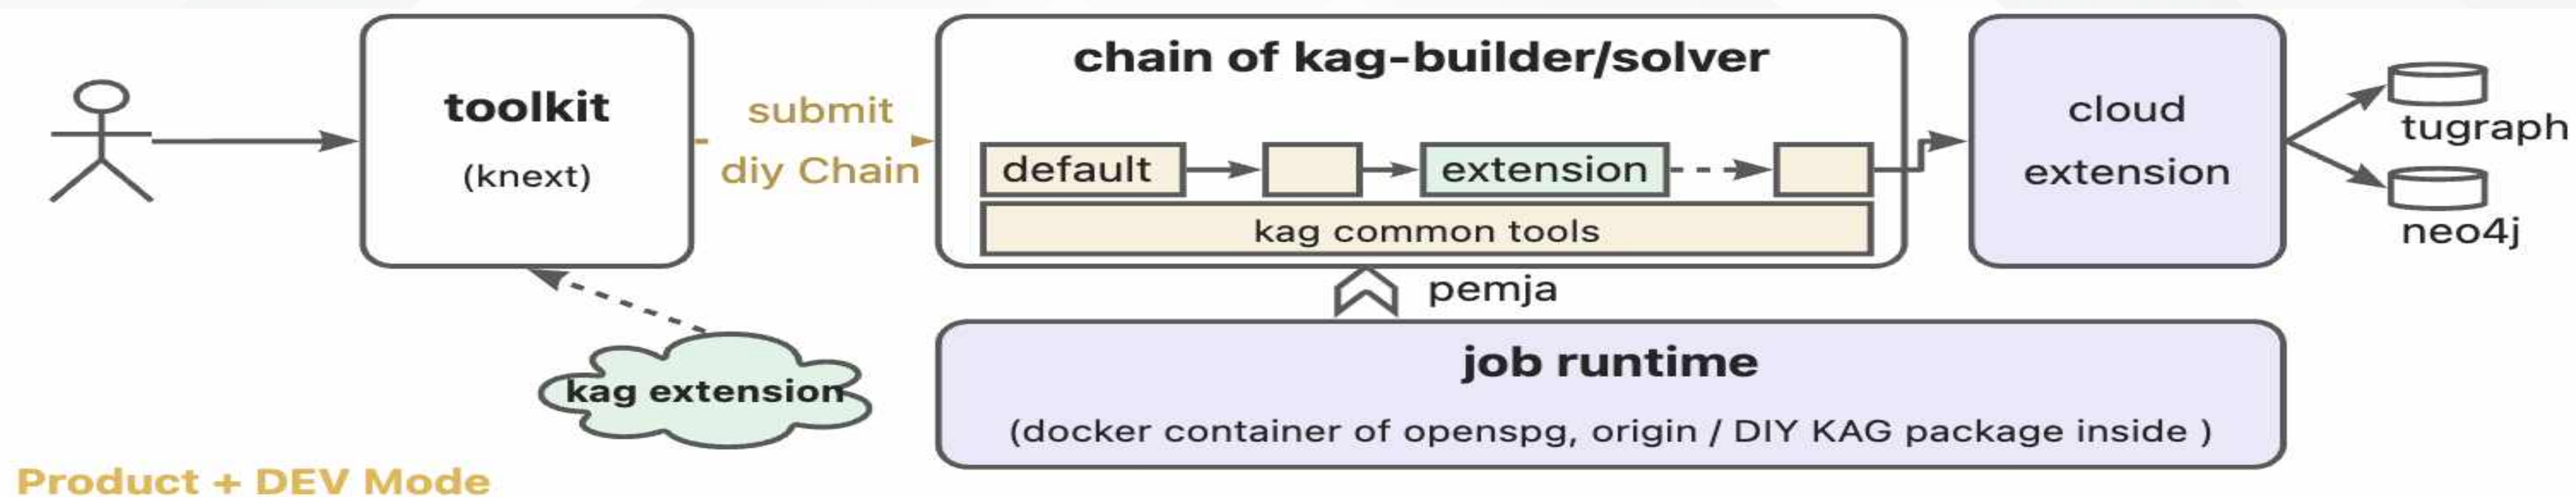 toolkit
(knext)
submit
diy Chain
chain of kag-builder/solver
default
extension
kag common tools
cloud
extension
tugraph
neo4j
pemja
kag extension
job runtime
(docker container of openspg, origin / DIY KAG package inside )
Product + DEV Mode